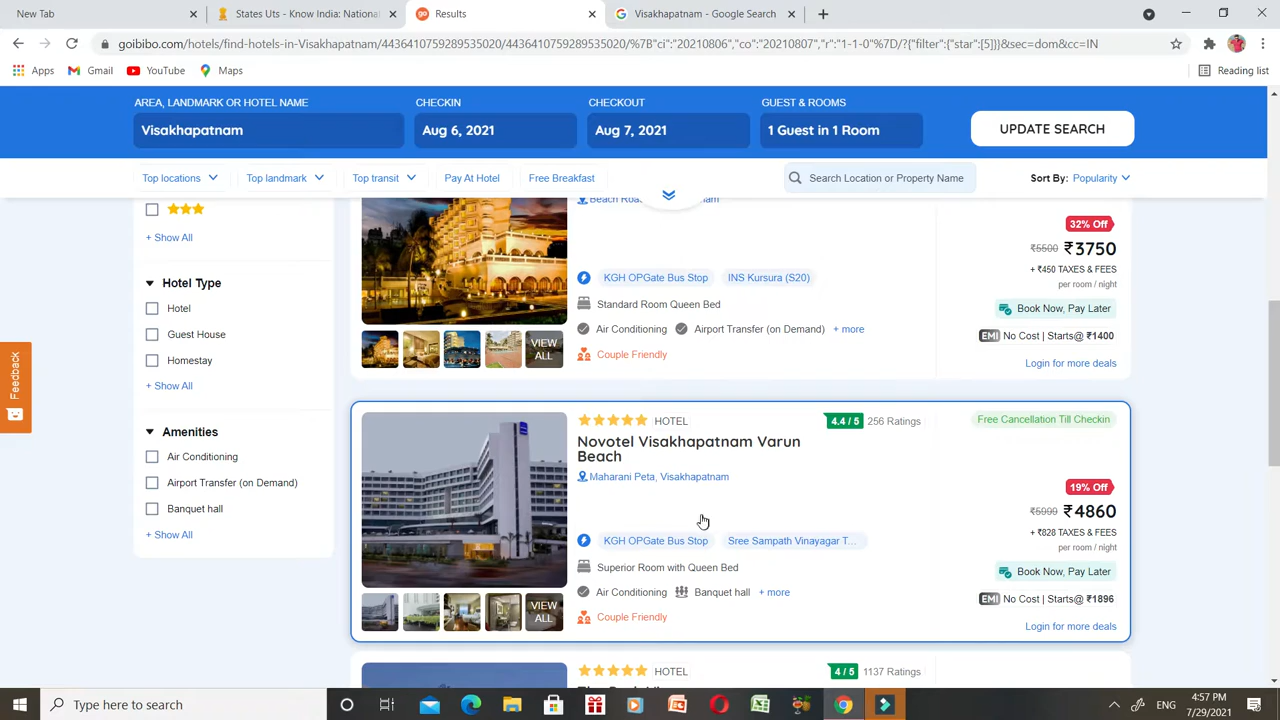 New Tab
States Uts - Know India: National
Results
Visakhapatnam - Google Search
goibibo.com/hotels/find-hotels-in-Visakhapatnam/4436410759289535020/4436410759289535020/%7B"ci":"20210806","co":"20210807","r":"1-1-0"%7D/?{"filter":{"star":[5]}}&sec=dom&cc=IN
Apps
Gmail
YouTube
Maps
Reading list
AREA, LANDMARK OR HOTEL NAME
CHECKIN
CHECKOUT
GUEST & ROOMS
Visakhapatnam
Aug 6, 2021
Aug 7, 2021
1 Guest in 1 Room
UPDATE SEARCH
Top locations
Top landmark
Top transit
Pay At Hotel
Free Breakfast
Search Location or Property Name
Sort By: Popularity
+ Show All
Hotel Type
Hotel
Guest House
Homestay
+ Show All
Amenities
Air Conditioning
Airport Transfer (on Demand)
Banquet hall
+ Show All
Feedback
32% Off
₹5500 ₹3750
+ ₹450 TAXES & FEES
per room / night
KGH OPGate Bus Stop
INS Kursura (S20)
Standard Room Queen Bed
Air Conditioning
Airport Transfer (on Demand)
+ more
Couple Friendly
VIEW
ALL
Book Now, Pay Later
EMI No Cost | Starts@ ₹1400
Login for more deals
HOTEL
4.4 / 5
256 Ratings
Free Cancellation Till Checkin
Novotel Visakhapatnam Varun
Beach
Maharani Peta, Visakhapatnam
19% Off
₹5999 ₹4860
+ ₹828 TAXES & FEES
per room / night
KGH OPGate Bus Stop
Sree Sampath Vinayagar T...
Superior Room with Queen Bed
Air Conditioning
Banquet hall
+ more
Couple Friendly
VIEW
ALL
Book Now, Pay Later
EMI No Cost | Starts@ ₹1896
Login for more deals
HOTEL
4 / 5
1137 Ratings
Type here to search
ENG
4:57 PM
7/29/2021